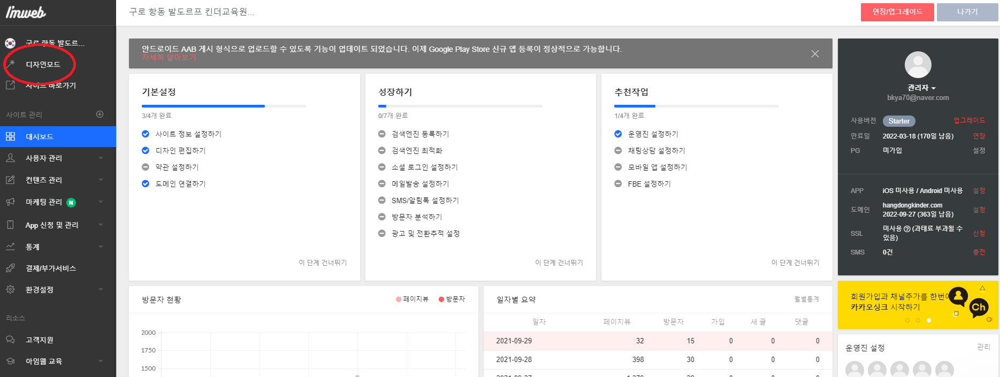 I'mweb
구로 항동 발도르프 킨더교육원...
연장/업그레이드
나가기
구로 항동 발도르...
디자인모드
사이트 바로가기
사이트 관리
대시보드
사용자 관리
컨텐츠 관리
마케팅 관리 N
App 신청 및 관리
통계
결제/부가서비스
환경설정
리소스
고객지원
아임웹 교육
안드로이드 AAB 게시 형식으로 업로드할 수 있도록 기능이 업데이트 되었습니다. 이제 Google Play Store 신규 앱 등록이 정상적으로 가능합니다.
자세히 알아보기
기본설정
3/4개 완료
사이트 정보 설정하기
디자인 편집하기
약관 설정하기
도메인 연결하기
이 단계 건너뛰기
성장하기
0/7개 완료
검색엔진 등록하기
검색엔진 최적화
소셜 로그인 설정하기
메일발송 설정하기
SMS/알림톡 설정하기
방문자 분석하기
광고 및 전환추적 설정
이 단계 건너뛰기
추천작업
1/4개 완료
운영진 설정하기
채팅상담 설정하기
모바일 앱 설정하기
FBE 설정하기
이 단계 건너뛰기
관리자
bkya70@naver.com
사용버전 Starter 업그레이드
만료일 2022-03-18 (170일 남음) 연장
PG 미가입 설정
APP iOS 미사용 / Android 미사용 설정
도메인 hangdongkinder.com
2022-09-27 (363일 남음) 설정
SSL 미사용 ? (과태료 부과될 수
있음) 신청
SMS 0건 충전
회원가입과 채널추가를 한번에
카카오싱크 시작하기
Ch
운영진 설정 관리
방문자 현황
페이지뷰 방문자
2000
1750
1500
일자별 요약 월별통계
일자 페이지뷰 방문자 가입 새 글 댓글
2021-09-29 32 15 0 0 0
2021-09-28 398 30 0 0 0